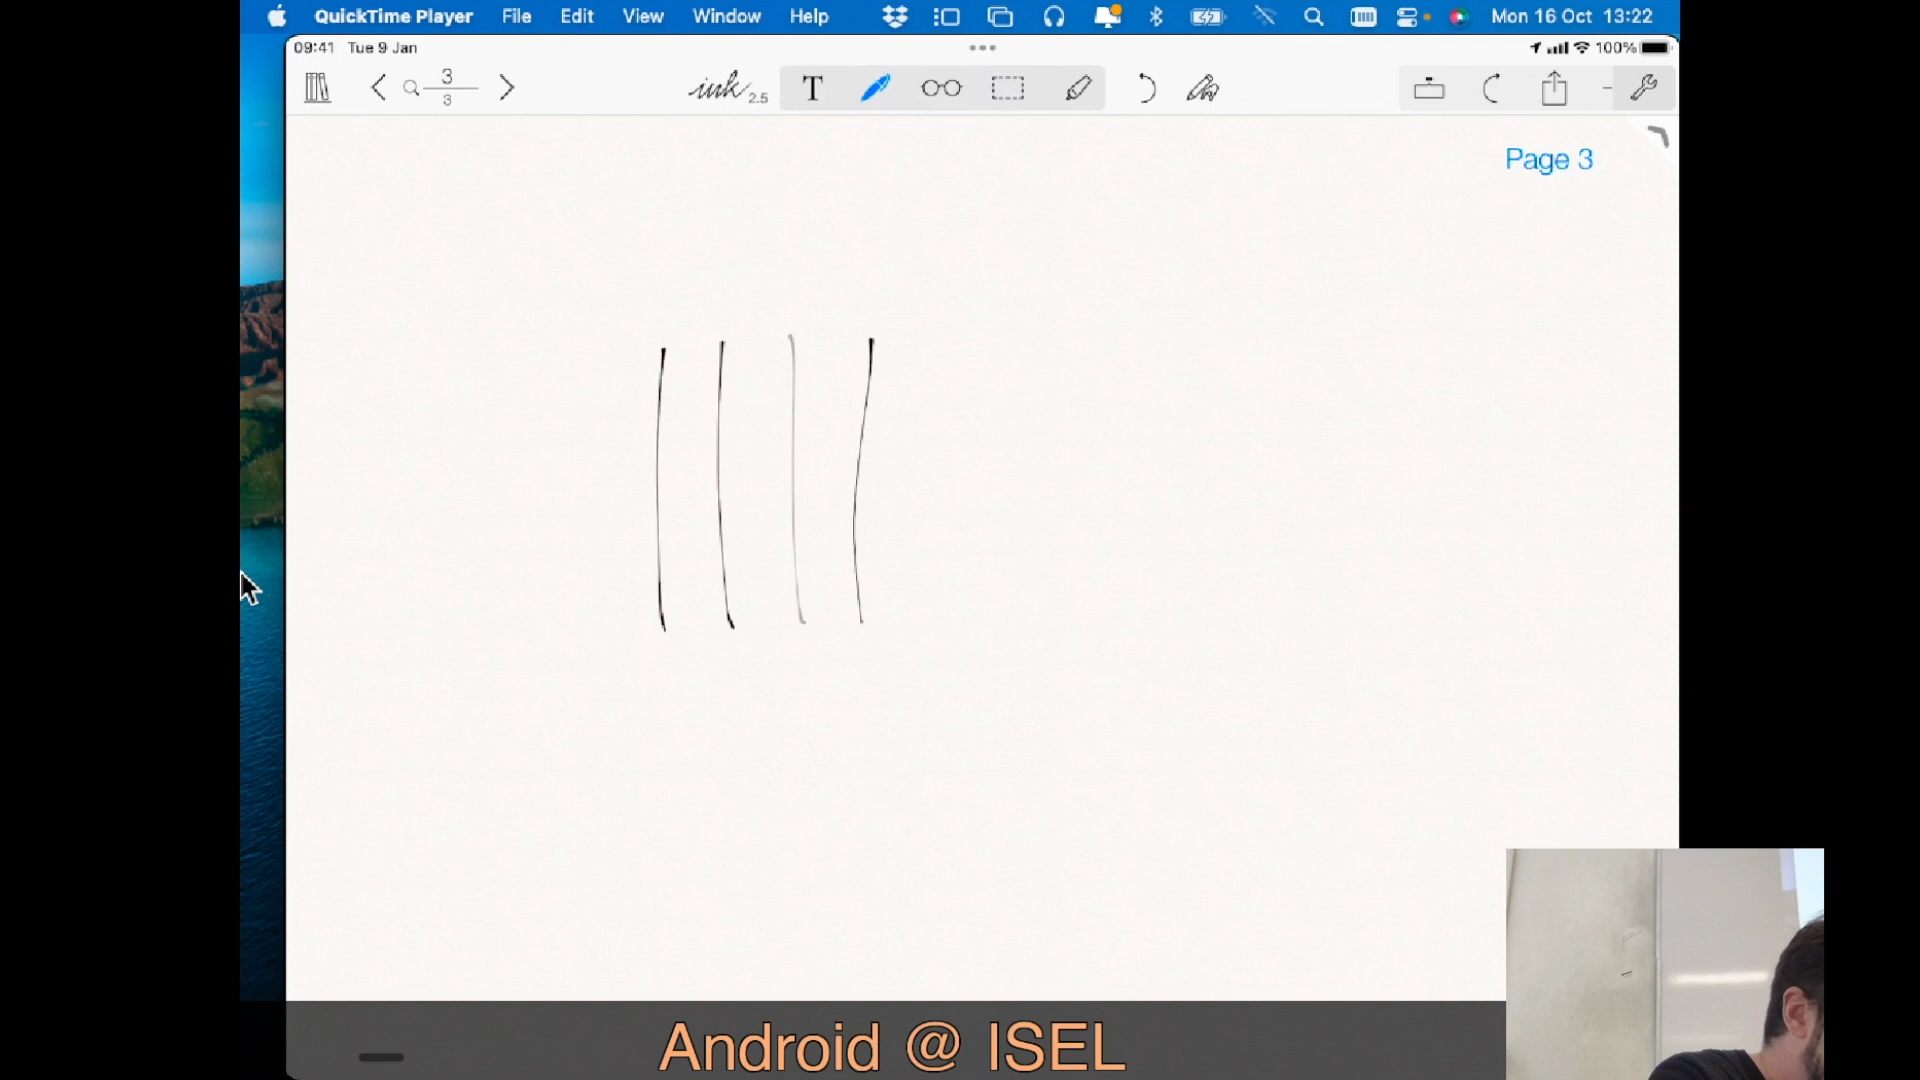 QuickTime Player File Edit View Window Help Mon 16 Oct 13:22
09:41 Tue 9 Jan 100%
3
3
ink 2.5
T
Page 3
Android @ ISEL